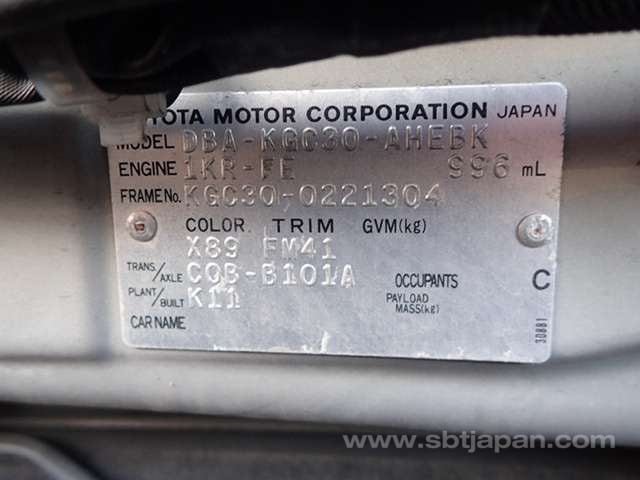 TOYOTA MOTOR CORPORATION JAPAN
MODEL DBA-KGC30-AHEBK
ENGINE 1KR-FE 996 mL
FRAME No. KGC30-0221304
COLOR TRIM GVM(kg)
X89 FM41
TRANS./AXLE C0B-B101A OCCUPANTS C
PLANT/BUILT K11 PAYLOAD MASS(kg)
CAR NAME
30BB1
www.sbtjapan.com